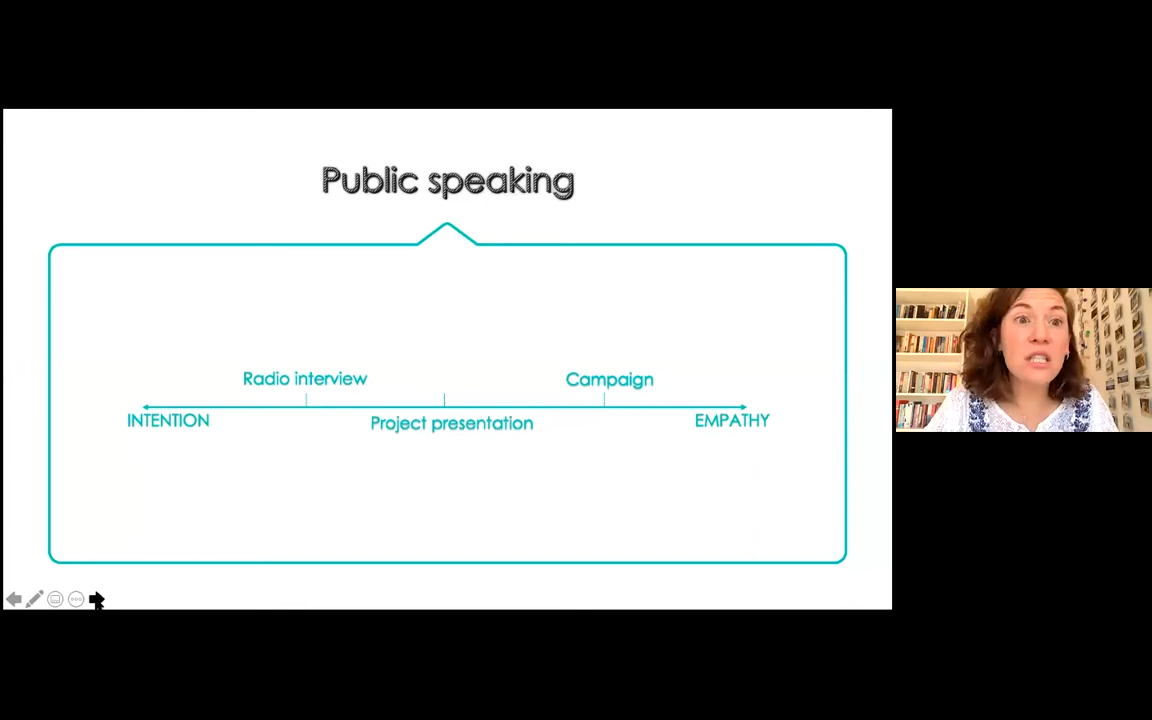 Public speaking
Radio interview
Campaign
INTENTION
Project presentation
EMPATHY